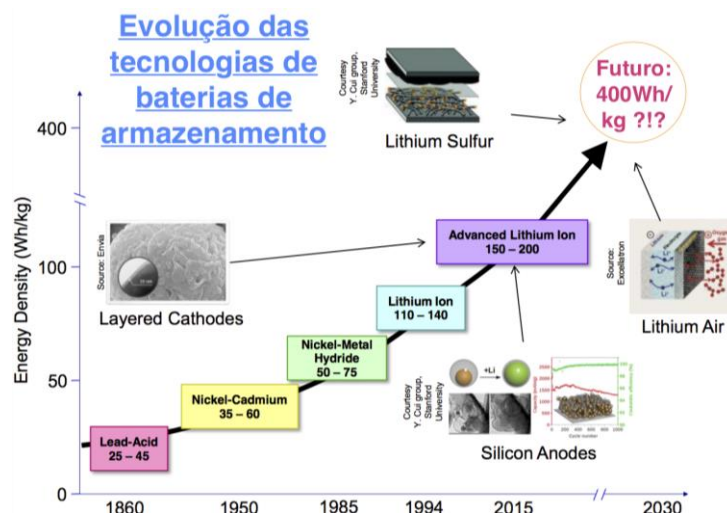 Evolução das
tecnologias de
baterias de
armazenamento
Courtesy
Y. Cui group,
Stanford
University
Lithium Sulfur
Futuro:
400Wh/
kg ?!?
Energy Density (Wh/kg)
400
100
50
0
Source: Envia
Layered Cathodes
Advanced Lithium Ion
150 – 200
Lithium Ion
110 – 140
Nickel-Metal
Hydride
50 – 75
Nickel-Cadmium
35 – 60
Lead-Acid
25 – 45
Source:
Excellatron
Lithium Air
Courtesy
Y. Cui group,
Stanford
University
+Li
Cycle number
Silicon Anodes
1860
1950
1985
1994
2015
2030